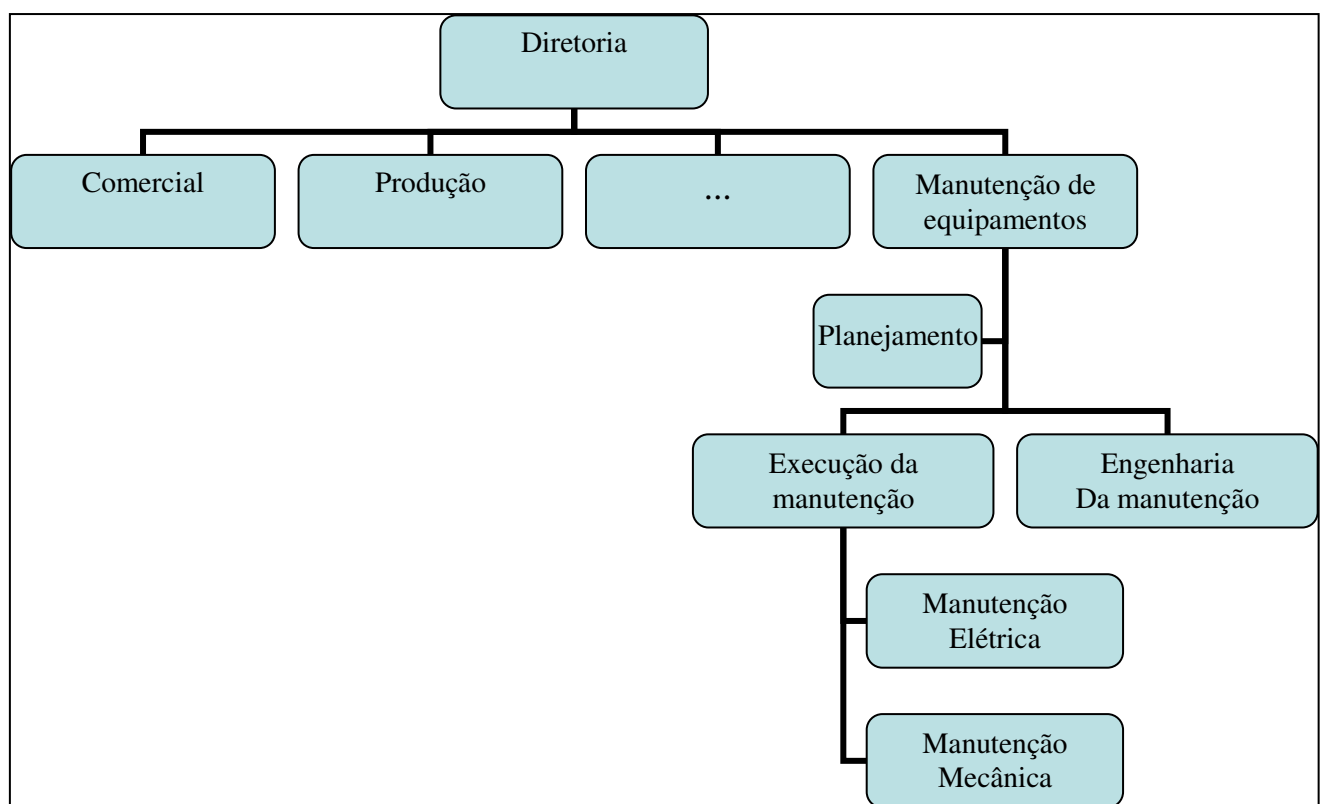 Diretoria
Comercial
Produção
...
Manutenção de
equipamentos
Planejamento
Execução da
manutenção
Engenharia
Da manutenção
Manutenção
Elétrica
Manutenção
Mecânica